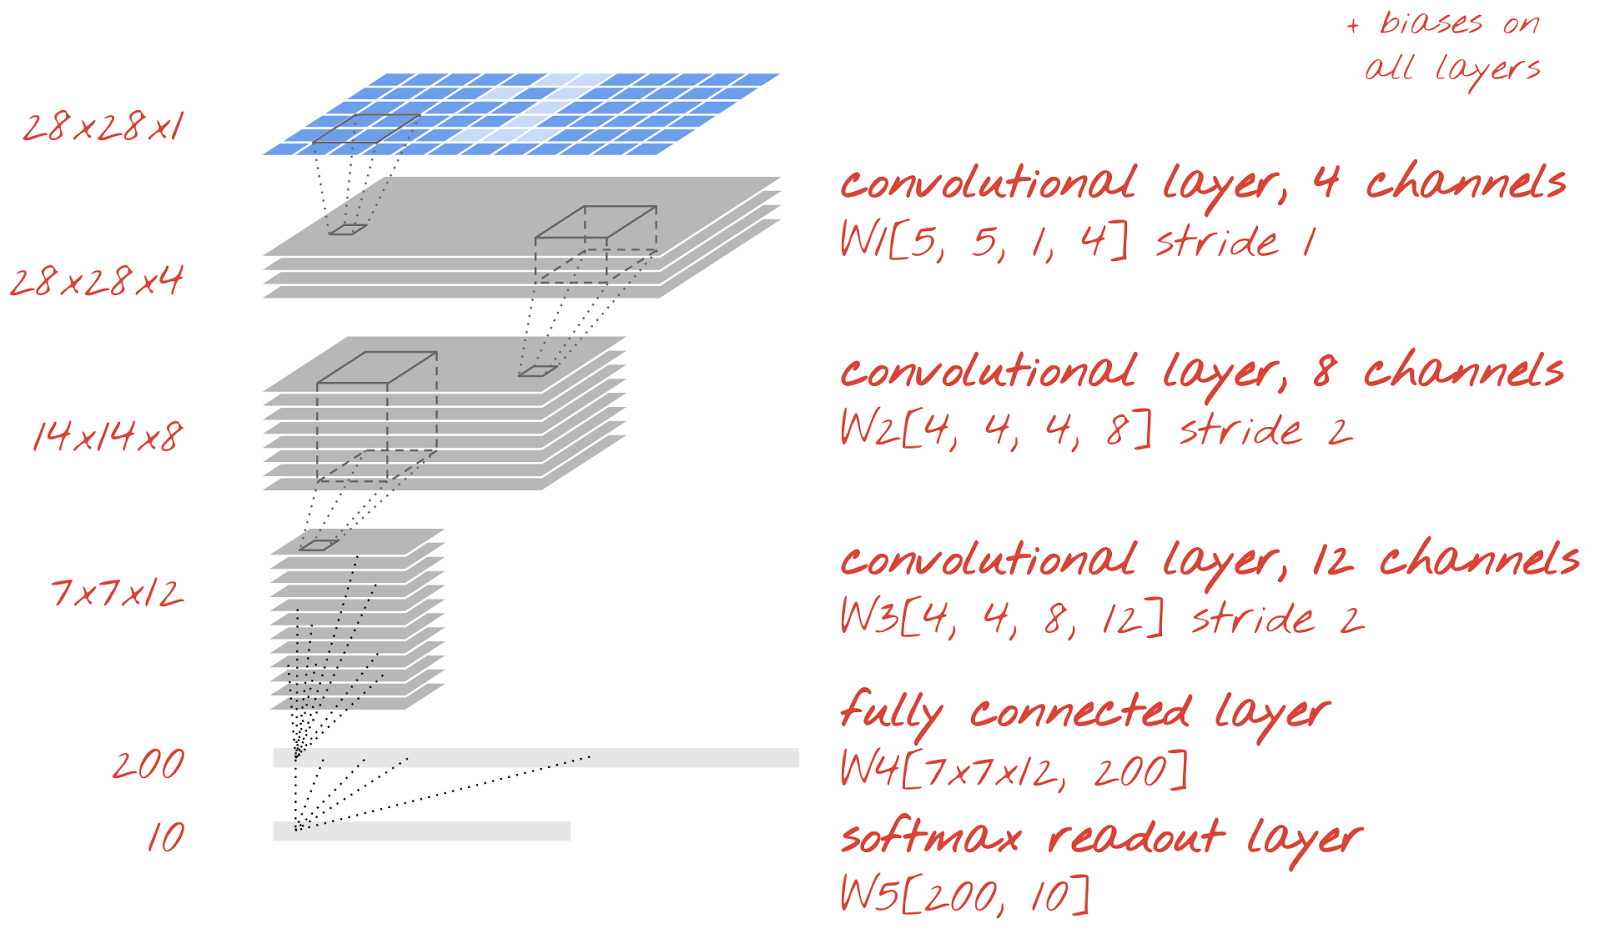 + biases on
all layers
28x28x1
convolutional layer, 4 channels
W1[5, 5, 1, 4] stride 1
28x28x4
convolutional layer, 8 channels
W2[4, 4, 4, 8] stride 2
14x14x8
convolutional layer, 12 channels
W3[4, 4, 8, 12] stride 2
7x7x12
fully connected layer
W4[7x7x12, 200]
200
softmax readout layer
W5[200, 10]
10